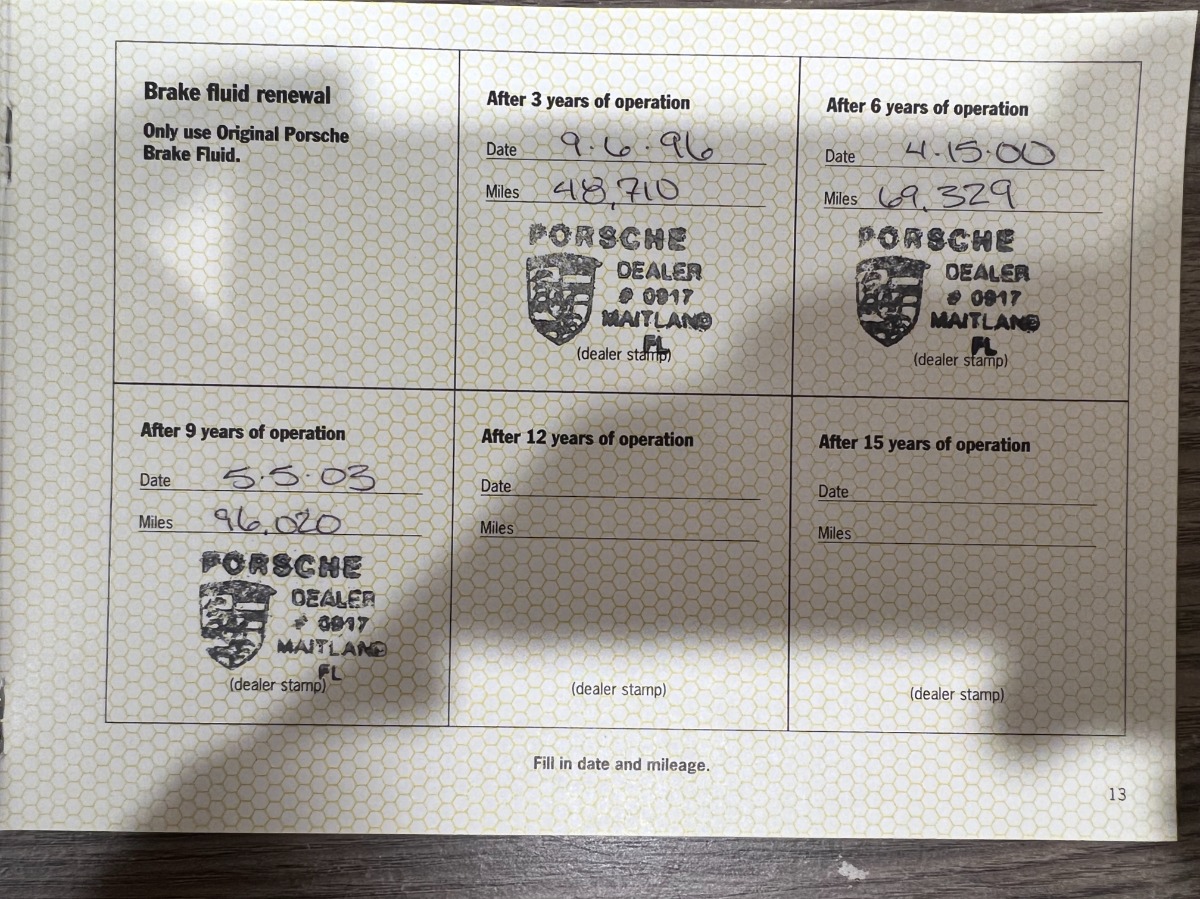 Brake fluid renewal
Only use Original Porsche
Brake Fluid.
After 3 years of operation
Date 9·6·96
Miles 48,710
PORSCHE
DEALER
# 0917
MAITLAND
FL
(dealer stamp)
After 6 years of operation
Date 4·15·00
Miles 69,329
PORSCHE
DEALER
# 0917
MAITLAND
FL
(dealer stamp)
After 9 years of operation
Date 5·5·03
Miles 96,020
PORSCHE
DEALER
# 0917
MAITLAND
FL
(dealer stamp)
After 12 years of operation
Date
Miles
(dealer stamp)
After 15 years of operation
Date
Miles
(dealer stamp)
Fill in date and mileage.
13